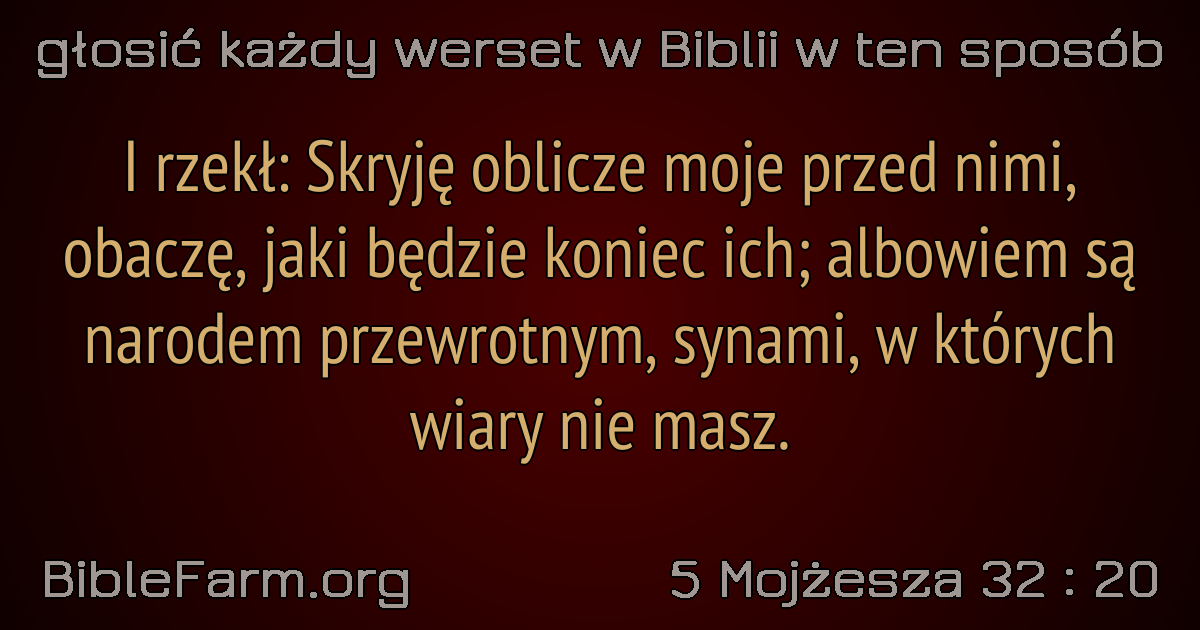 głosić każdy werset w Biblii w ten sposób
I rzekł: Skryję oblicze moje przed nimi,
obaczę, jaki będzie koniec ich; albowiem są
narodem przewrotnym, synami, w których
wiary nie masz.
BibleFarm.org
5 Mojżesza 32 : 20